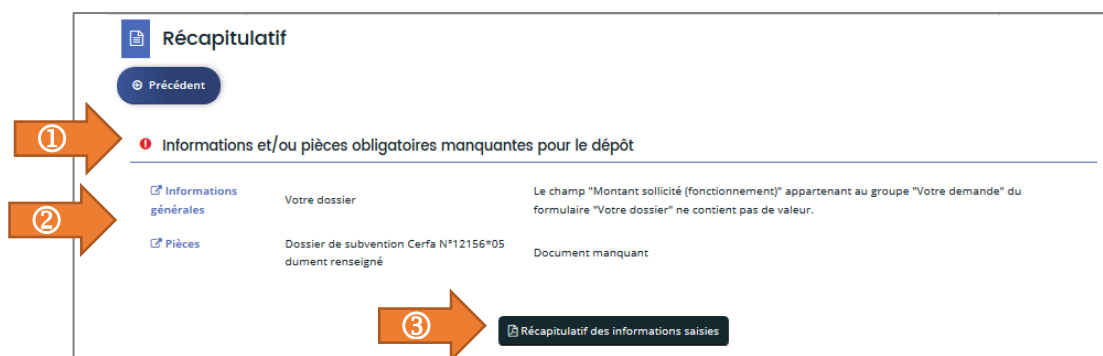 Récapitulatif
Précédent
①
Informations et/ou pièces obligatoires manquantes pour le dépôt
②
Informations
générales
Votre dossier
Le champ "Montant sollicité (fonctionnement)" appartenant au groupe "Votre demande" du
formulaire "Votre dossier" ne contient pas de valeur.
Pièces
Dossier de subvention Cerfa N°12156*05
dument renseigné
Document manquant
③
Récapitulatif des informations saisies